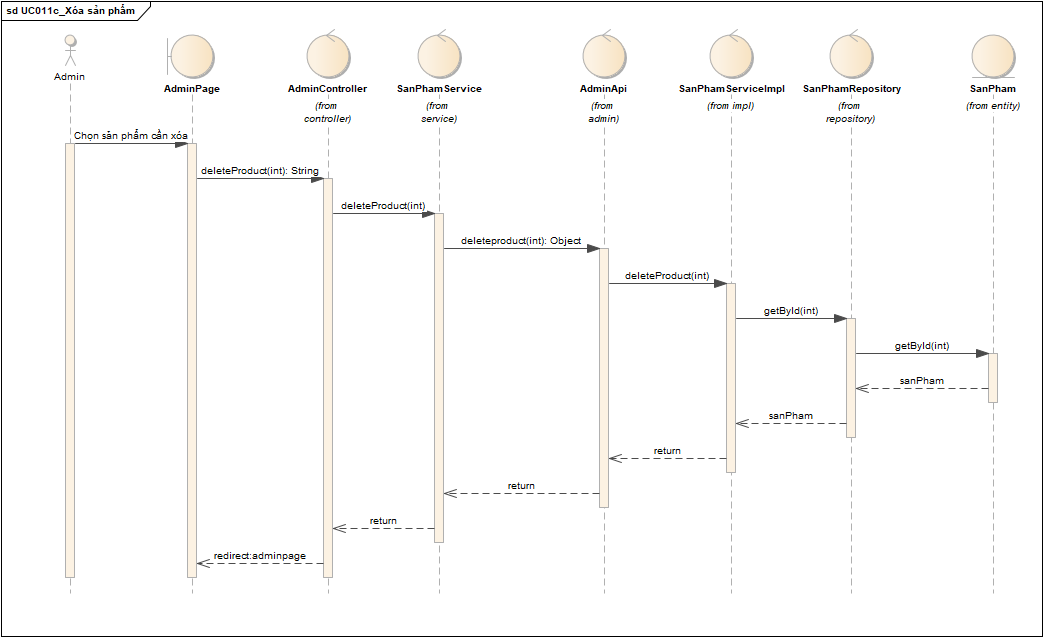 sd UC011c_Xóa sản phẩm
Admin
AdminPage
AdminController
(from
controller)
SanPhamService
(from
service)
AdminApi
(from
admin)
SanPhamServiceImpl
(from impl)
SanPhamRepository
(from
repository)
SanPham
(from entity)
Chọn sản phẩm cần xóa
deleteProduct(int): String
deleteProduct(int)
deleteproduct(int): Object
deleteProduct(int)
getById(int)
getById(int)
sanPham
sanPham
return
return
return
redirect:adminpage